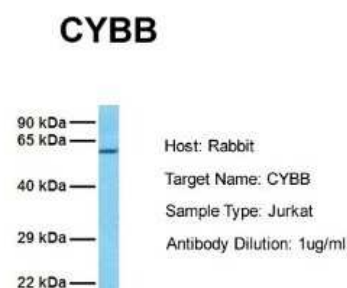 CYBB
90 kDa
65 kDa
40 kDa
29 kDa
22 kDa
Host: Rabbit
Target Name: CYBB
Sample Type: Jurkat
Antibody Dilution: 1ug/ml